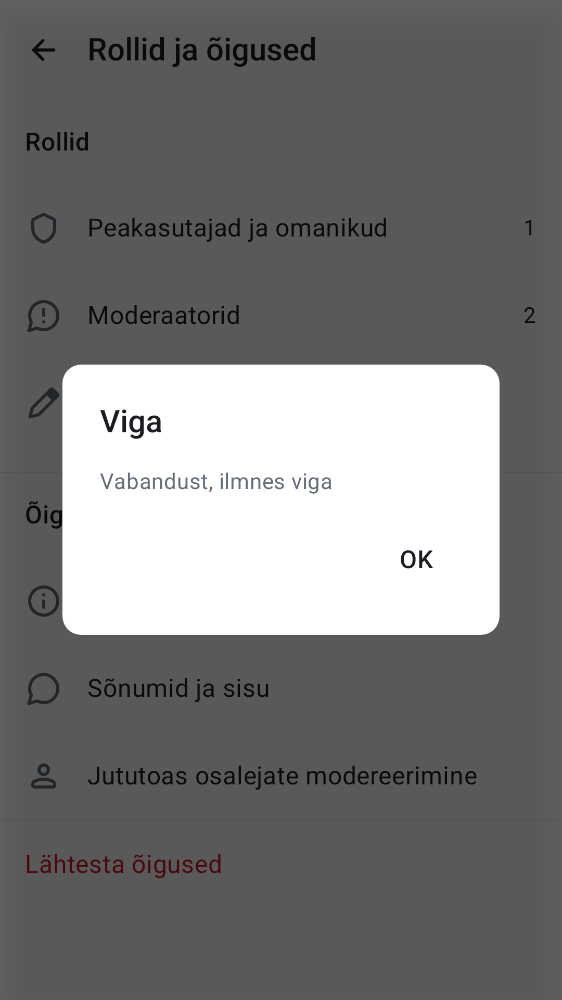 Rollid ja õigused
Rollid
Peakasutajad ja omanikud
1
Moderaatorid
2
Viga
Vabandust, ilmnes viga
OK
Õig
Sõnumid ja sisu
Jututoas osalejate modereerimine
Lähtesta õigused